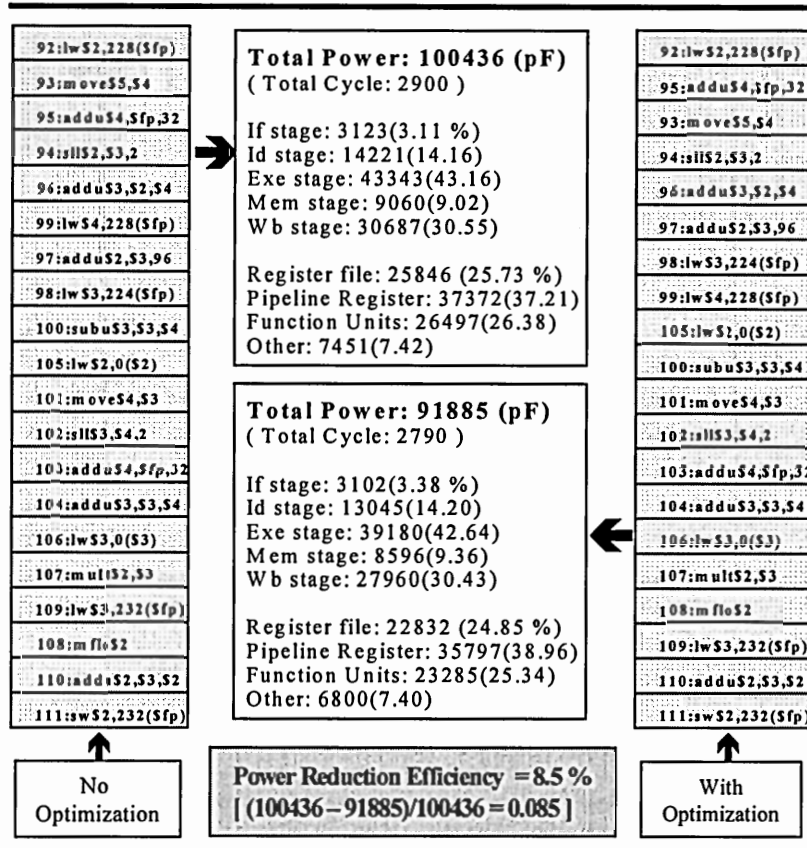 92:lw$2,228($fp)
93:move$5,$4
95:addu$4,$fp,32
94:sll$2,$3,2
96:addu$3,$2,$4
99:lw$4,228($fp)
97:addu$2,$3,96
98:lw$3,224($fp)
100:subu$3,$3,$4
105:lw$2,0($2)
101:move$4,$3
102:sll$3,$4,2
103:addu$4,$fp,32
104:addu$3,$3,$4
106:lw$3,0($3)
107:mult$2,$3
109:lw$3,232($fp)
108:mflo$2
110:addu$2,$3,$2
111:sw$2,232($fp)
No
Optimization
Total Power: 100436 (pF)
( Total Cycle: 2900 )
If stage: 3123(3.11 %)
Id stage: 14221(14.16)
Exe stage: 43343(43.16)
Mem stage: 9060(9.02)
Wb stage: 30687(30.55)
Register file: 25846 (25.73 %)
Pipeline Register: 37372(37.21)
Function Units: 26497(26.38)
Other: 7451(7.42)
Total Power: 91885 (pF)
( Total Cycle: 2790 )
If stage: 3102(3.38 %)
Id stage: 13045(14.20)
Exe stage: 39180(42.64)
Mem stage: 8596(9.36)
Wb stage: 27960(30.43)
Register file: 22832 (24.85 %)
Pipeline Register: 35797(38.96)
Function Units: 23285(25.34)
Other: 6800(7.40)
Power Reduction Efficiency = 8.5 %
[ (100436 – 91885)/100436 = 0.085 ]
92:lw$2,228($fp)
95:addu$4,$fp,32
93:move$5,$4
94:sll$2,$3,2
96:addu$3,$2,$4
97:addu$2,$3,96
98:lw$3,224($fp)
99:lw$4,228($fp)
105:lw$2,0($2)
100:subu$3,$3,$4
101:move$4,$3
102:sll$3,$4,2
103:addu$4,$fp,32
104:addu$3,$3,$4
106:lw$3,0($3)
107:mult$2,$3
108:mflo$2
109:lw$3,232($fp)
110:addu$2,$3,$2
111:sw$2,232($fp)
With
Optimization